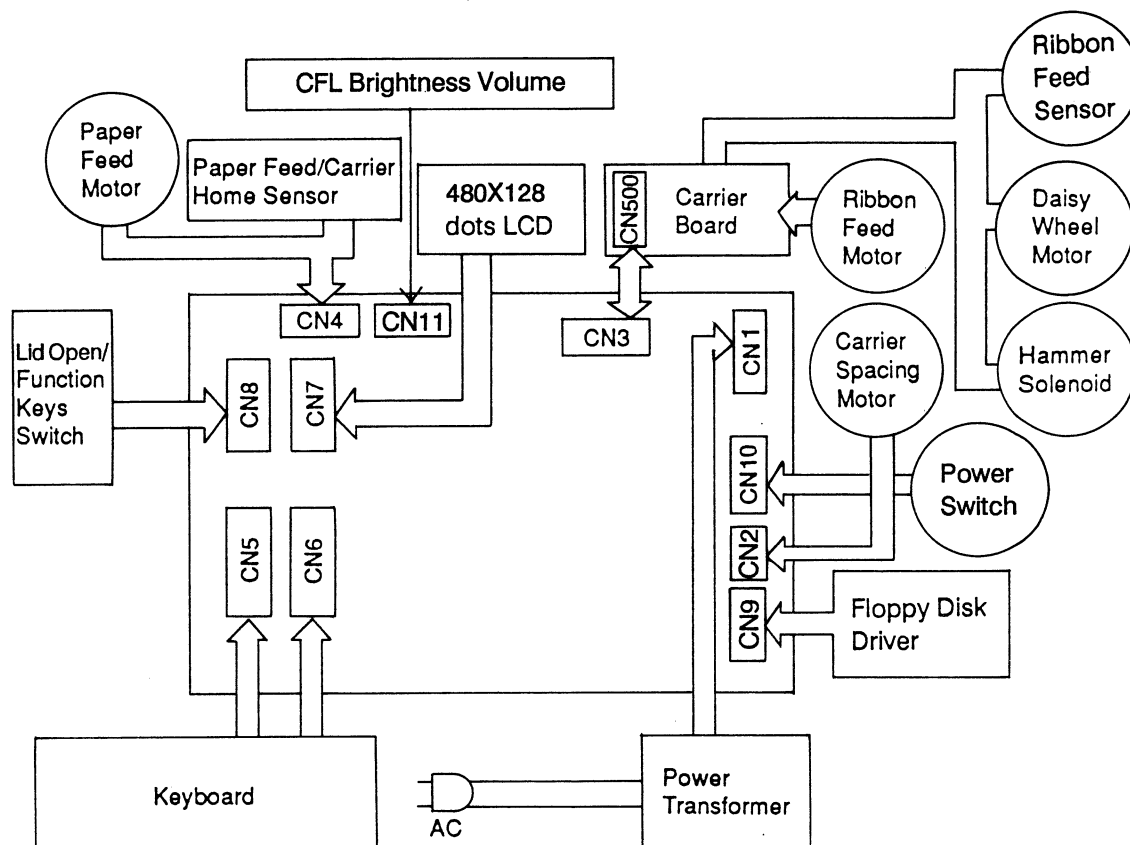 CFL Brightness Volume
Paper
Feed
Motor
Paper Feed/Carrier
Home Sensor
480X128
dots LCD
CN500
Carrier
Board
Ribbon
Feed
Motor
Ribbon
Feed
Sensor
Daisy
Wheel
Motor
Hammer
Solenoid
Carrier
Spacing
Motor
Lid Open/
Function
Keys
Switch
CN4
CN11
CN3
CN1
CN8
CN7
CN10
Power
Switch
CN5
CN6
CN2
CN9
Floppy Disk
Driver
Keyboard
AC
Power
Transformer